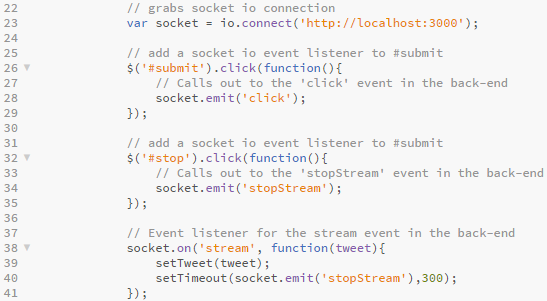 22 // grabs socket io connection
23 var socket = io.connect('http://localhost:3000');
24
25 // add a socket io event listener to #submit
26 $('#submit').click(function(){
27 // Calls out to the 'click' event in the back-end
28 socket.emit('click');
29 });
30
31 // add a socket io event listener to #submit
32 $('#stop').click(function(){
33 // Calls out to the 'stopStream' event in the back-end
34 socket.emit('stopStream');
35 });
36
37 // Event listener for the stream event in the back-end
38 socket.on('stream', function(tweet){
39 setTweet(tweet);
40 setTimeout(socket.emit('stopStream'),300);
41 });